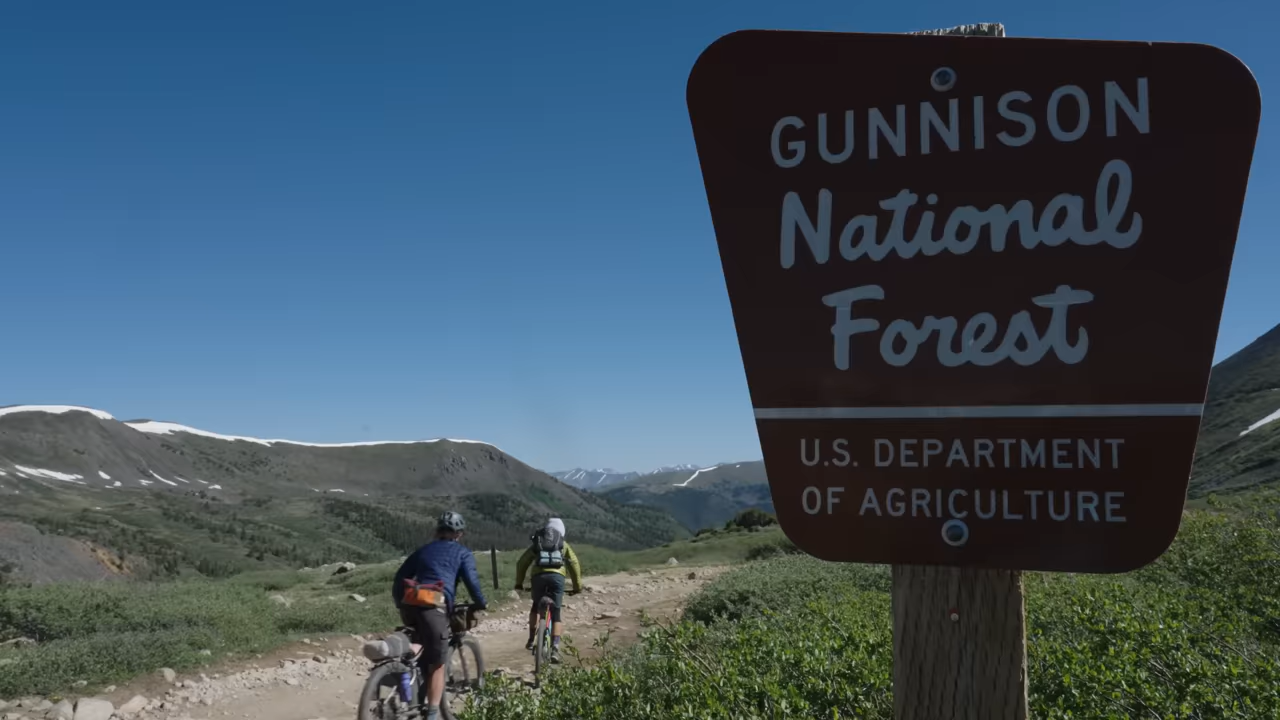 GUNNISON
National
Forest
U.S. DEPARTMENT
OF AGRICULTURE